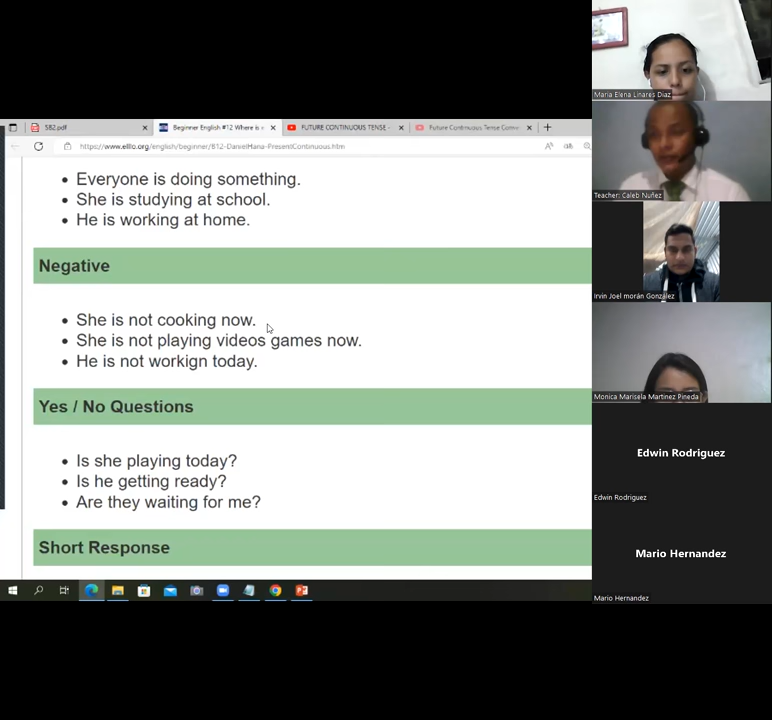 SB2.pdf
Beginner English #12 Where is
FUTURE CONTINUOUS TENSE -
Future Continuous Tense Game
https://www.elllo.org/english/beginner/B12-DanielHana-PresentContinuous.htm
Everyone is doing something.
She is studying at school.
He is working at home.
Negative
She is not cooking now.
She is not playing videos games now.
He is not workign today.
Yes / No Questions
Is she playing today?
Is he getting ready?
Are they waiting for me?
Short Response
Maria Elena Linares Diaz
Teacher: Caleb Nuñez
Irvin Joel morán González
Monica Marisela Martinez Pineda
Edwin Rodriguez
Edwin Rodriguez
Mario Hernandez
Mario Hernandez